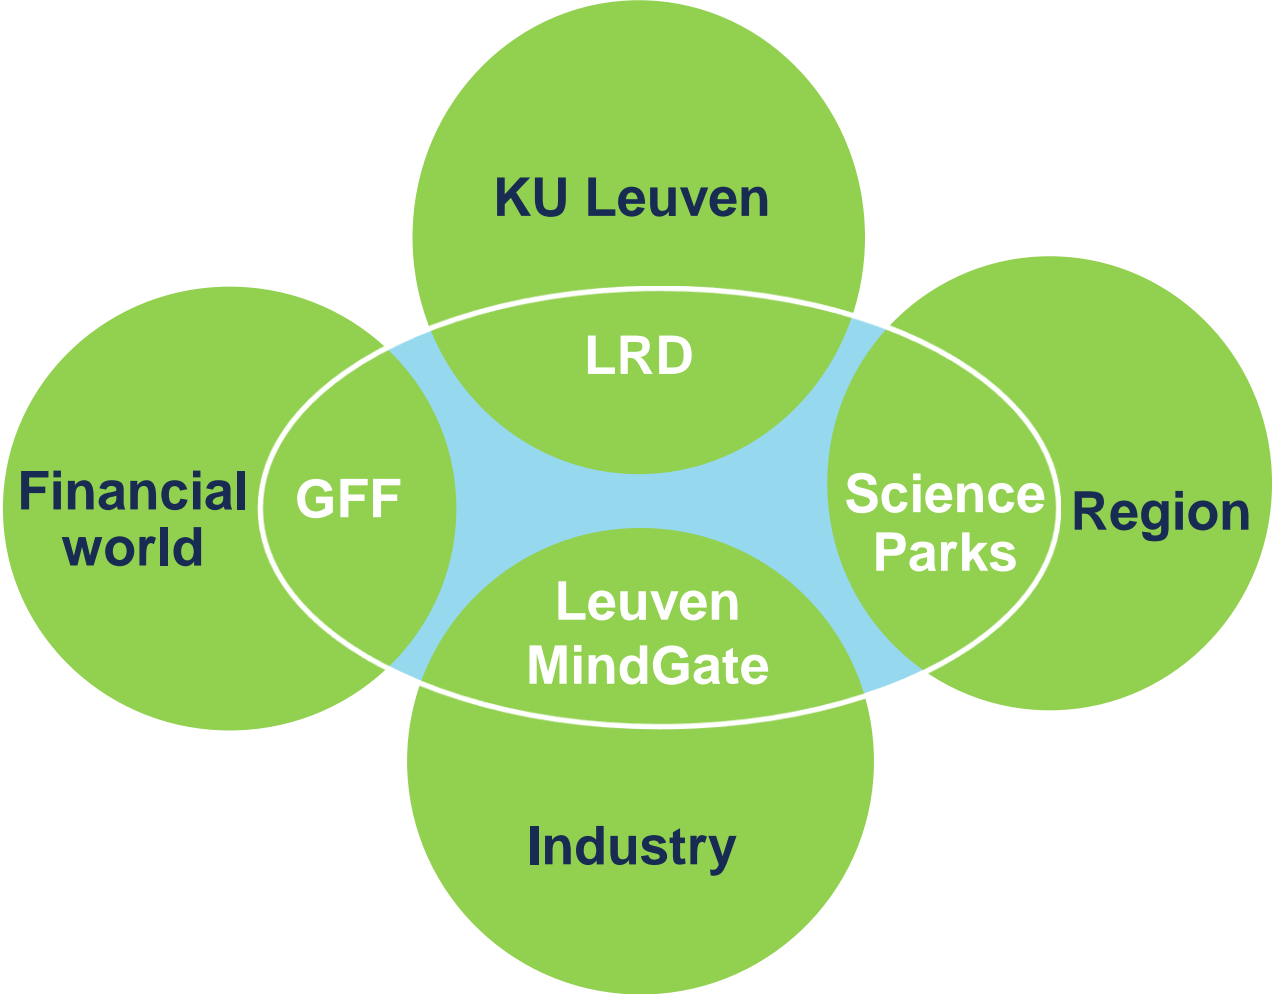 KU Leuven
LRD
Financial
world
GFF
Science
Parks
Region
Leuven
MindGate
Industry